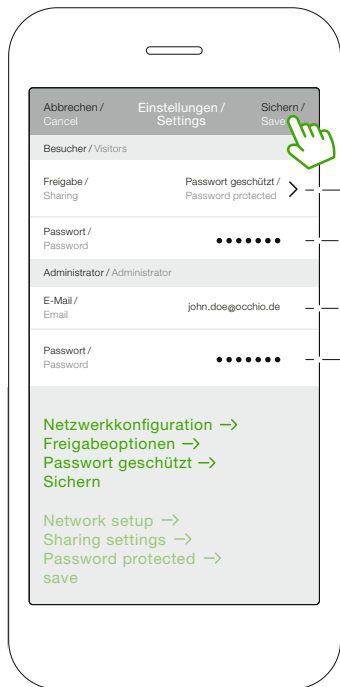 Abbrechen / Einstellungen / Sichern /
Cancel Settings Save
Besucher / Visitors
Freigabe / Passwort geschützt /
Sharing Password protected
Passwort /
Password •••••••
Administrator / Administrator
E-Mail /
Email john.doe@occhio.de
Passwort /
Password •••••••
Netzwerkkonfiguration —>
Freigabeoptionen —>
Passwort geschützt —>
Sichern
Network setup —>
Sharing settings —>
Password protected —>
save